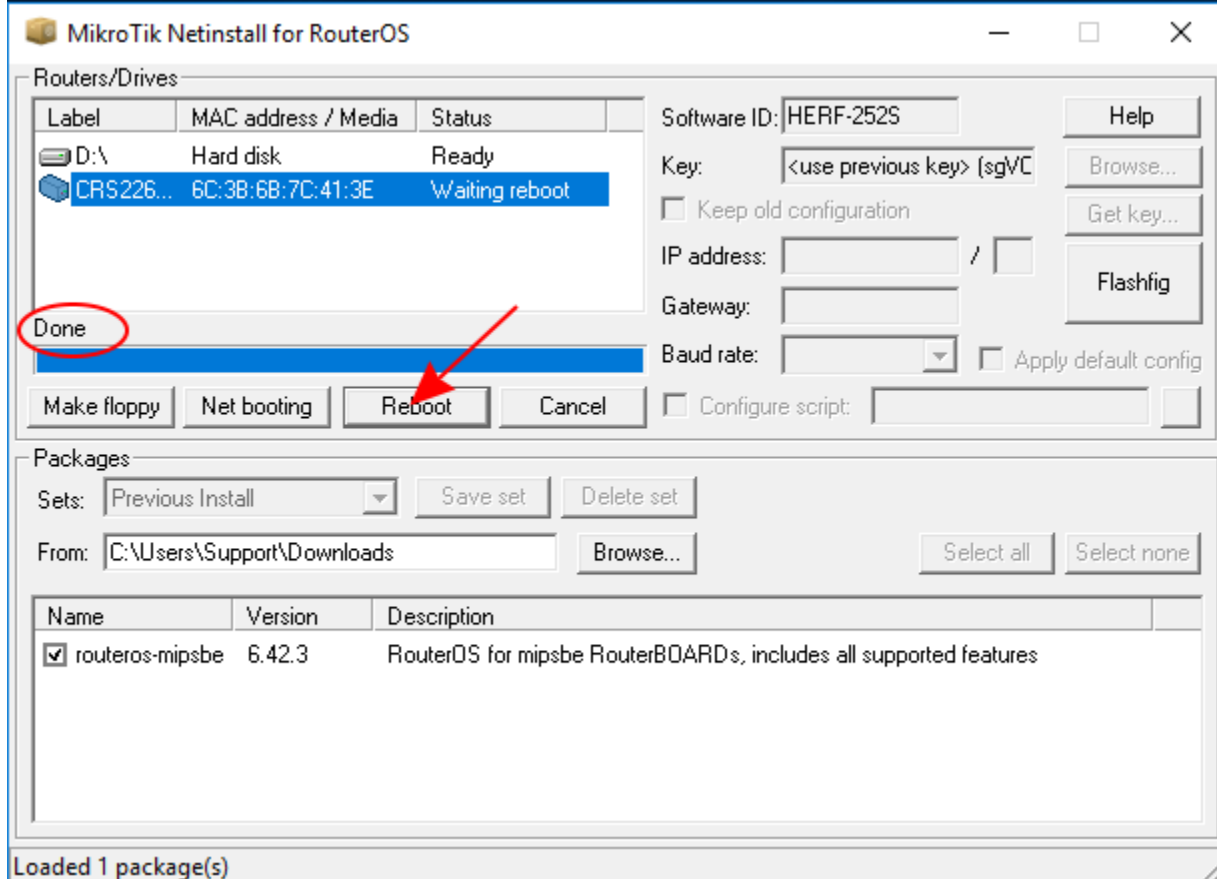 MikroTik Netinstall for RouterOS
Routers/Drives
Label MAC address / Media Status
D:\ Hard disk Ready
CRS226... 6C:3B:6B:7C:41:3E Waiting reboot
Done
Make floppy Net booting Reboot Cancel
Software ID: HERF-252S Help
Key: <use previous key> (sgVC Browse...
Keep old configuration Get key...
IP address: /
Flashfig
Gateway:
Baud rate: Apply default config
Configure script:
Packages
Sets: Previous Install Save set Delete set
From: C:\Users\Support\Downloads Browse... Select all Select none
Name Version Description
routeros-mipsbe 6.42.3 RouterOS for mipsbe RouterBOARDs, includes all supported features
Loaded 1 package(s)